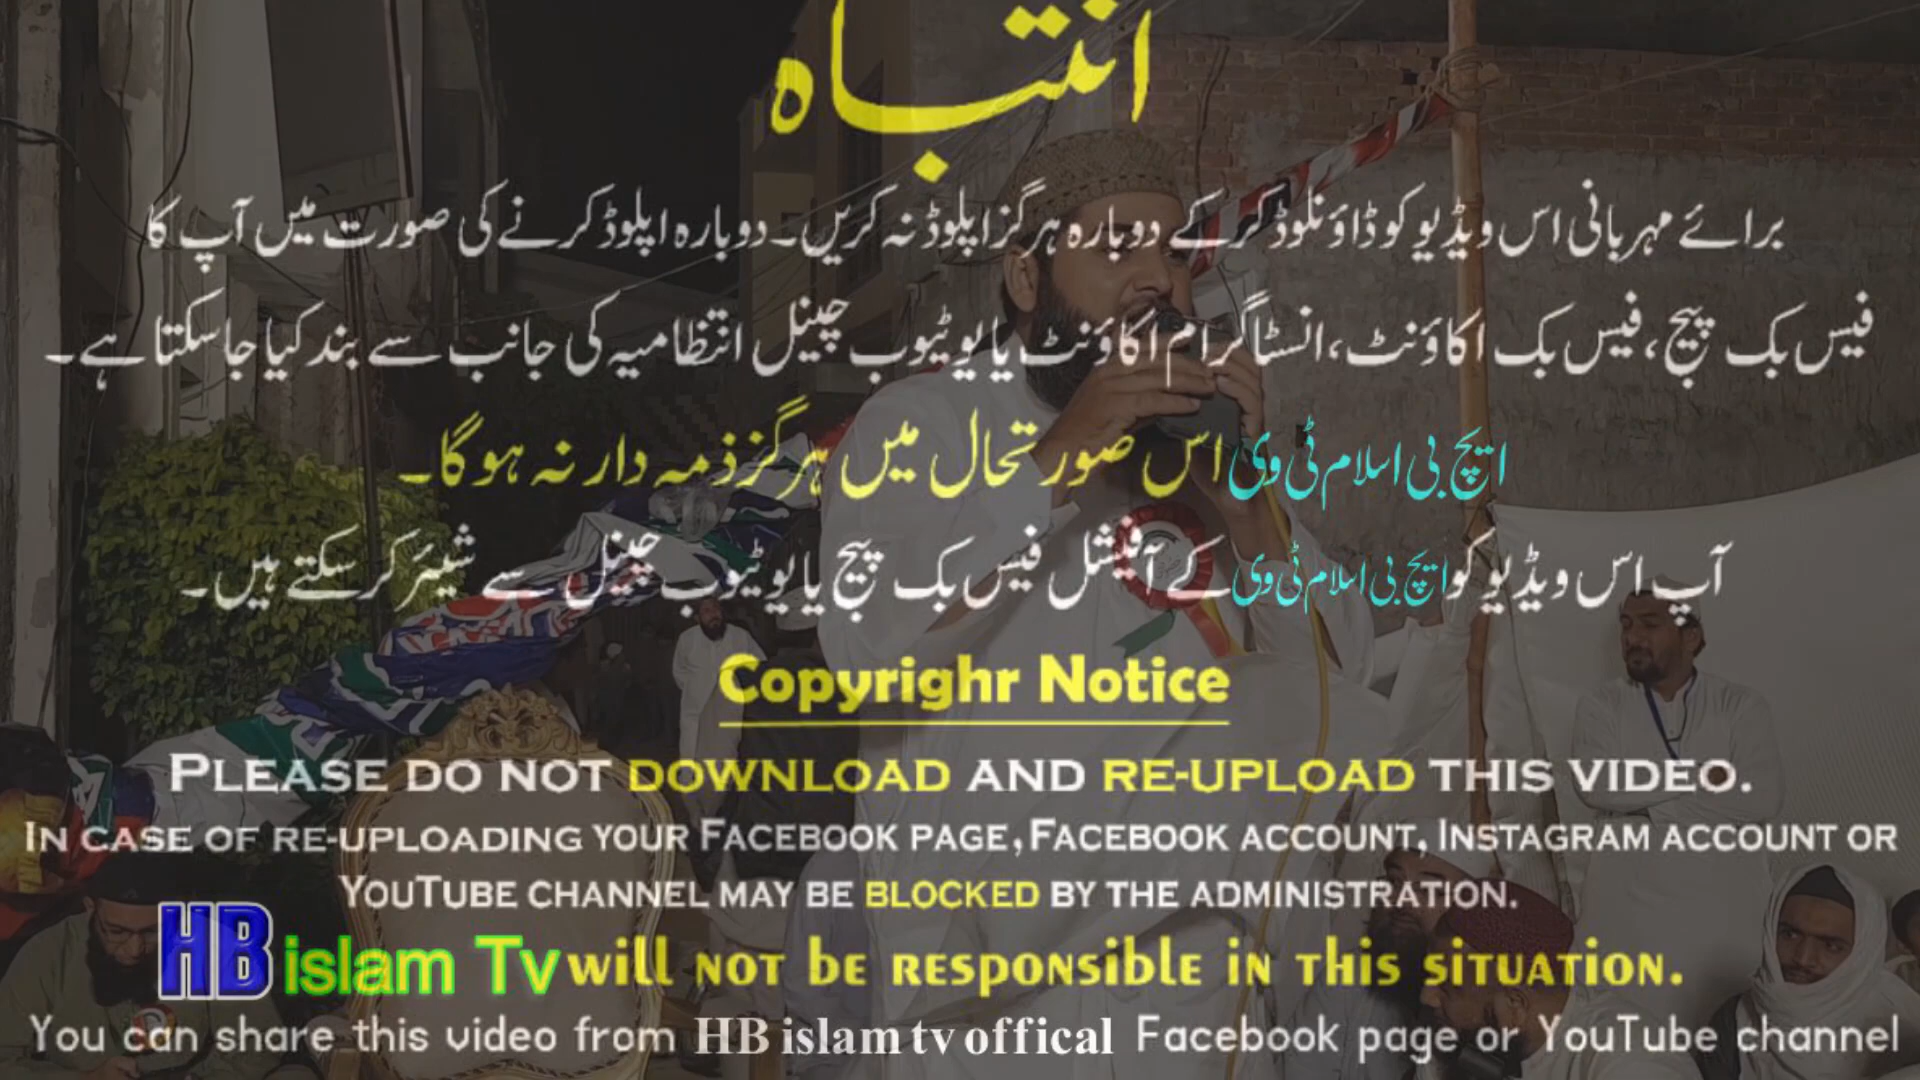 انتباہ
برائے مہربانی اس ویڈیو کو ڈاؤنلوڈ کر کے دوبارہ ہرگز اپلوڈ نہ کریں۔ دوبارہ اپلوڈ کرنے کی صورت میں آپ کا
فیس بک پیج، فیس بک اکاؤنٹ، انسٹاگرام اکاؤنٹ یا یوٹیوب چینل انتظامیہ کی جانب سے بند کیا جا سکتا ہے۔
ایچ بی اسلام ٹی وی اس صورتحال میں ہرگز ذمہ دار نہ ہوگا۔
آپ اس ویڈیو کو ایچ بی اسلام ٹی وی کے آفیشل فیس بک پیج یا یوٹیوب چینل سے شیئر کر سکتے ہیں۔
Copyrighr Notice
PLEASE DO NOT DOWNLOAD AND RE-UPLOAD THIS VIDEO.
IN CASE OF RE-UPLOADING YOUR FACEBOOK PAGE, FACEBOOK ACCOUNT, INSTAGRAM ACCOUNT OR
YOUTUBE CHANNEL MAY BE BLOCKED BY THE ADMINISTRATION.
HB islam Tv will NOT bE RESPONSiblE iN This siTUATiON.
You can share this video from HB islam tv offical Facebook page or YouTube channel